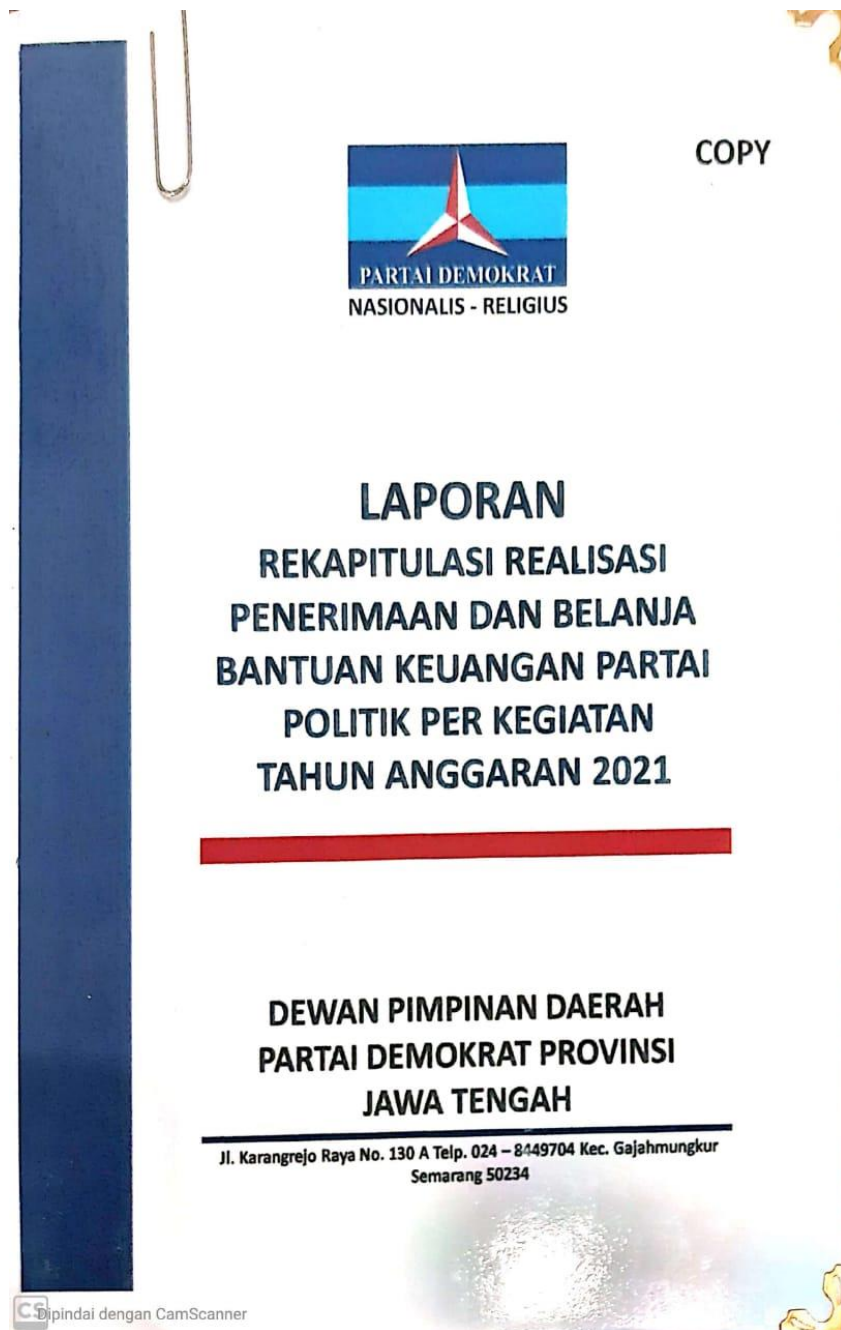 COPY
PARTAI DEMOKRAT
NASIONALIS - RELIGIUS
LAPORAN
REKAPITULASI REALISASI
PENERIMAAN DAN BELANJA
BANTUAN KEUANGAN PARTAI
POLITIK PER KEGIATAN
TAHUN ANGGARAN 2021
DEWAN PIMPINAN DAERAH
PARTAI DEMOKRAT PROVINSI
JAWA TENGAH
Jl. Karangrejo Raya No. 130 A Telp. 024 – 8449704 Kec. Gajahmungkur
Semarang 50234
CS Dipindai dengan CamScanner